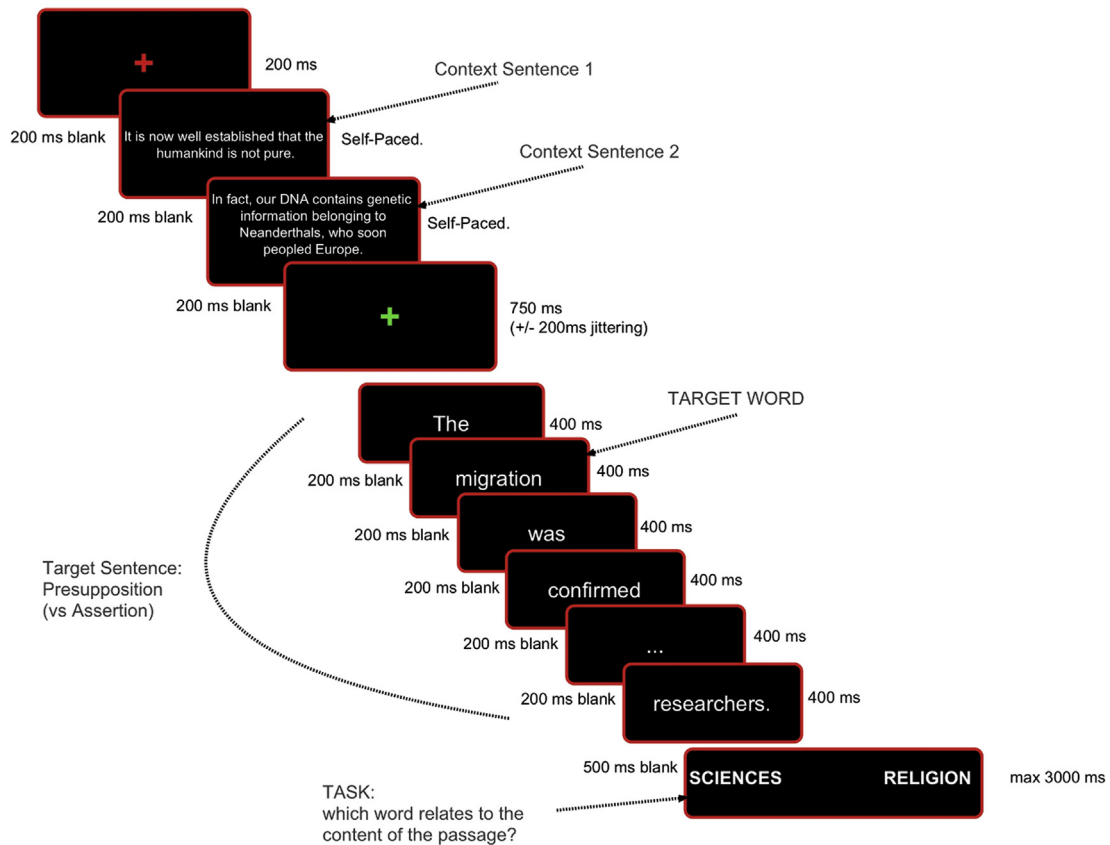 +
200 ms
Context Sentence 1
200 ms blank
It is now well established that the
humankind is not pure.
Self-Paced.
Context Sentence 2
200 ms blank
In fact, our DNA contains genetic
information belonging to
Neanderthals, who soon
peopled Europe.
Self-Paced.
200 ms blank
+
750 ms
(+/- 200ms jittering)
The
400 ms
TARGET WORD
200 ms blank
migration
400 ms
200 ms blank
was
400 ms
200 ms blank
confirmed
400 ms
Target Sentence:
Presupposition
(vs Assertion)
200 ms blank
...
400 ms
200 ms blank
researchers.
400 ms
500 ms blank
SCIENCES RELIGION
max 3000 ms
TASK:
which word relates to the
content of the passage?